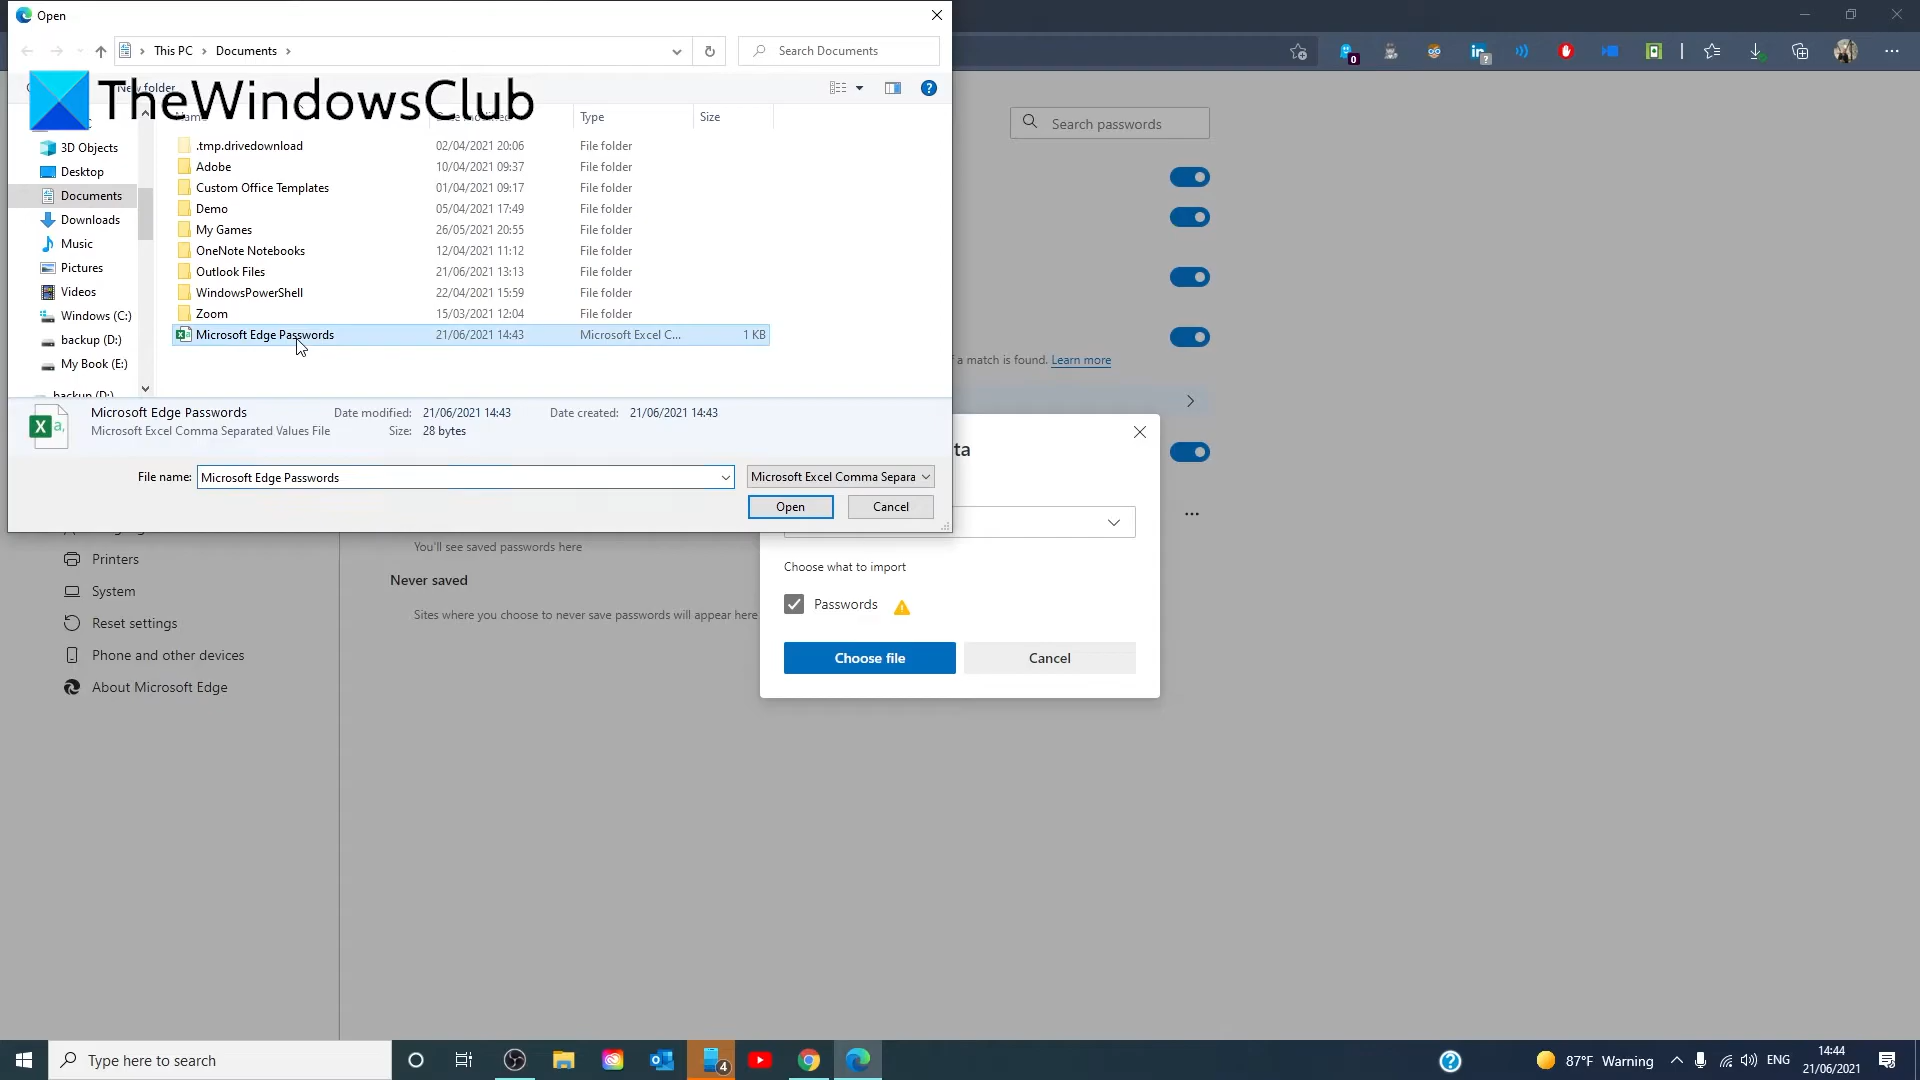 Open
This PC > Documents >
Search Documents
New folder
TheWindowsClub
Name
Date modified
Type
Size
3D Objects
Desktop
Documents
Downloads
Music
Pictures
Videos
Windows (C:)
backup (D:)
My Book (E:)
backup (D:)
.tmp.drivedownload 02/04/2021 20:06 File folder
Adobe 10/04/2021 09:37 File folder
Custom Office Templates 01/04/2021 09:17 File folder
Demo 05/04/2021 17:49 File folder
My Games 26/05/2021 20:55 File folder
OneNote Notebooks 12/04/2021 11:12 File folder
Outlook Files 21/06/2021 13:13 File folder
WindowsPowerShell 22/04/2021 15:59 File folder
Zoom 15/03/2021 12:04 File folder
Microsoft Edge Passwords 21/06/2021 14:43 Microsoft Excel C... 1 KB
Microsoft Edge Passwords Date modified: 21/06/2021 14:43 Date created: 21/06/2021 14:43
Microsoft Excel Comma Separated Values File Size: 28 bytes
File name: Microsoft Edge Passwords Microsoft Excel Comma Separa
Open Cancel
Search passwords
a match is found. Learn more
ta
Printers
System
Reset settings
Phone and other devices
About Microsoft Edge
You'll see saved passwords here
Never saved
Sites where you choose to never save passwords will appear here
Choose what to import
Passwords
Choose file Cancel
Type here to search
4
0
?
87°F Warning
ENG
14:44
21/06/2021